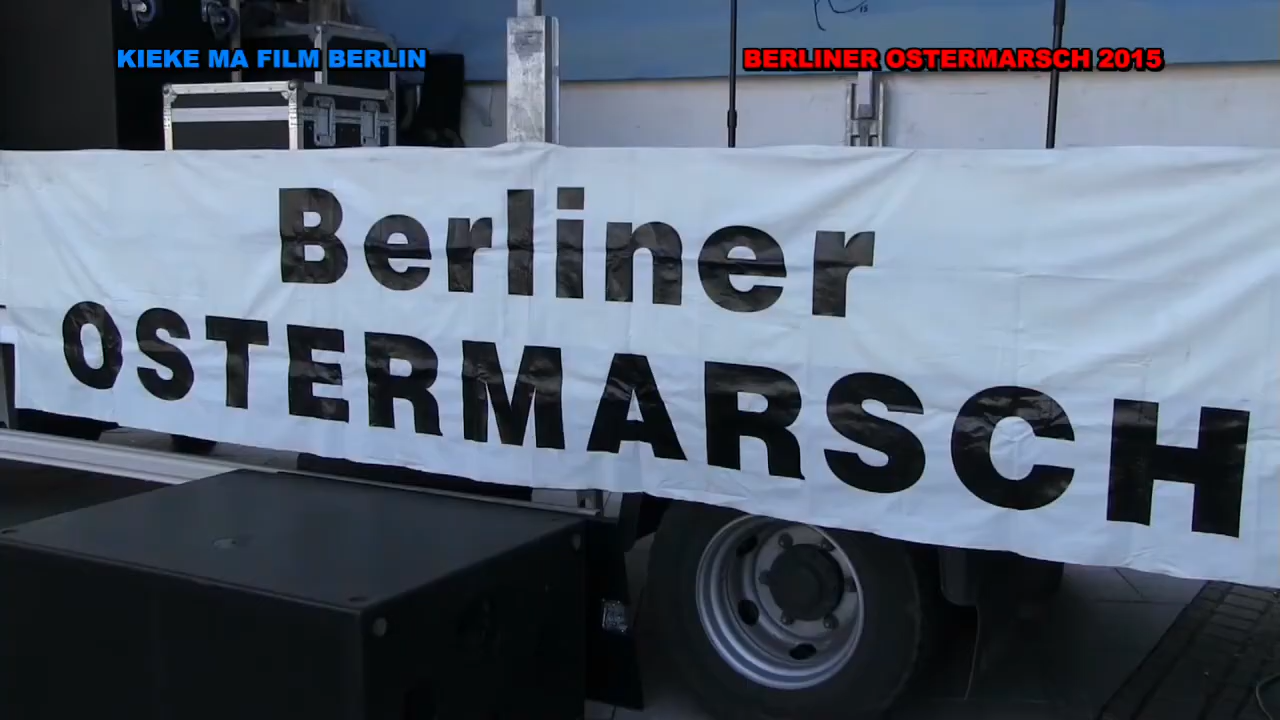 KIEKE MA FILM BERLIN
BERLINER OSTERMARSCH 2015
Berliner
OSTERMARSCH